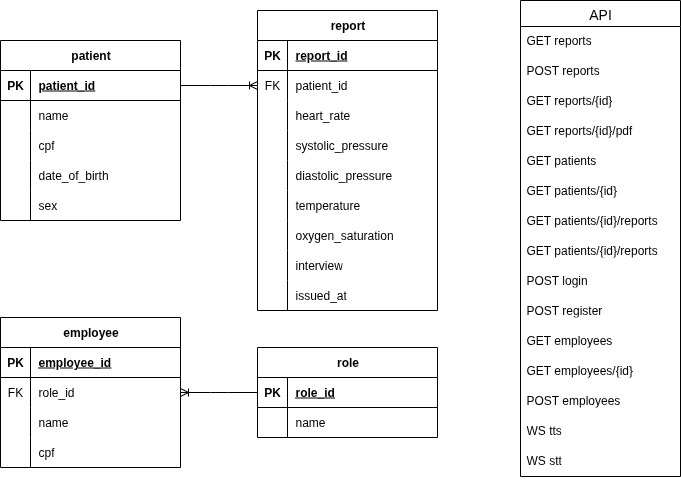 patient
PK patient_id
name
cpf
date_of_birth
sex
report
PK report_id
FK patient_id
heart_rate
systolic_pressure
diastolic_pressure
temperature
oxygen_saturation
interview
issued_at
employee
PK employee_id
FK role_id
name
cpf
role
PK role_id
name
API
GET reports
POST reports
GET reports/{id}
GET reports/{id}/pdf
GET patients
GET patients/{id}
GET patients/{id}/reports
GET patients/{id}/reports
POST login
POST register
GET employees
GET employees/{id}
POST employees
WS tts
WS stt